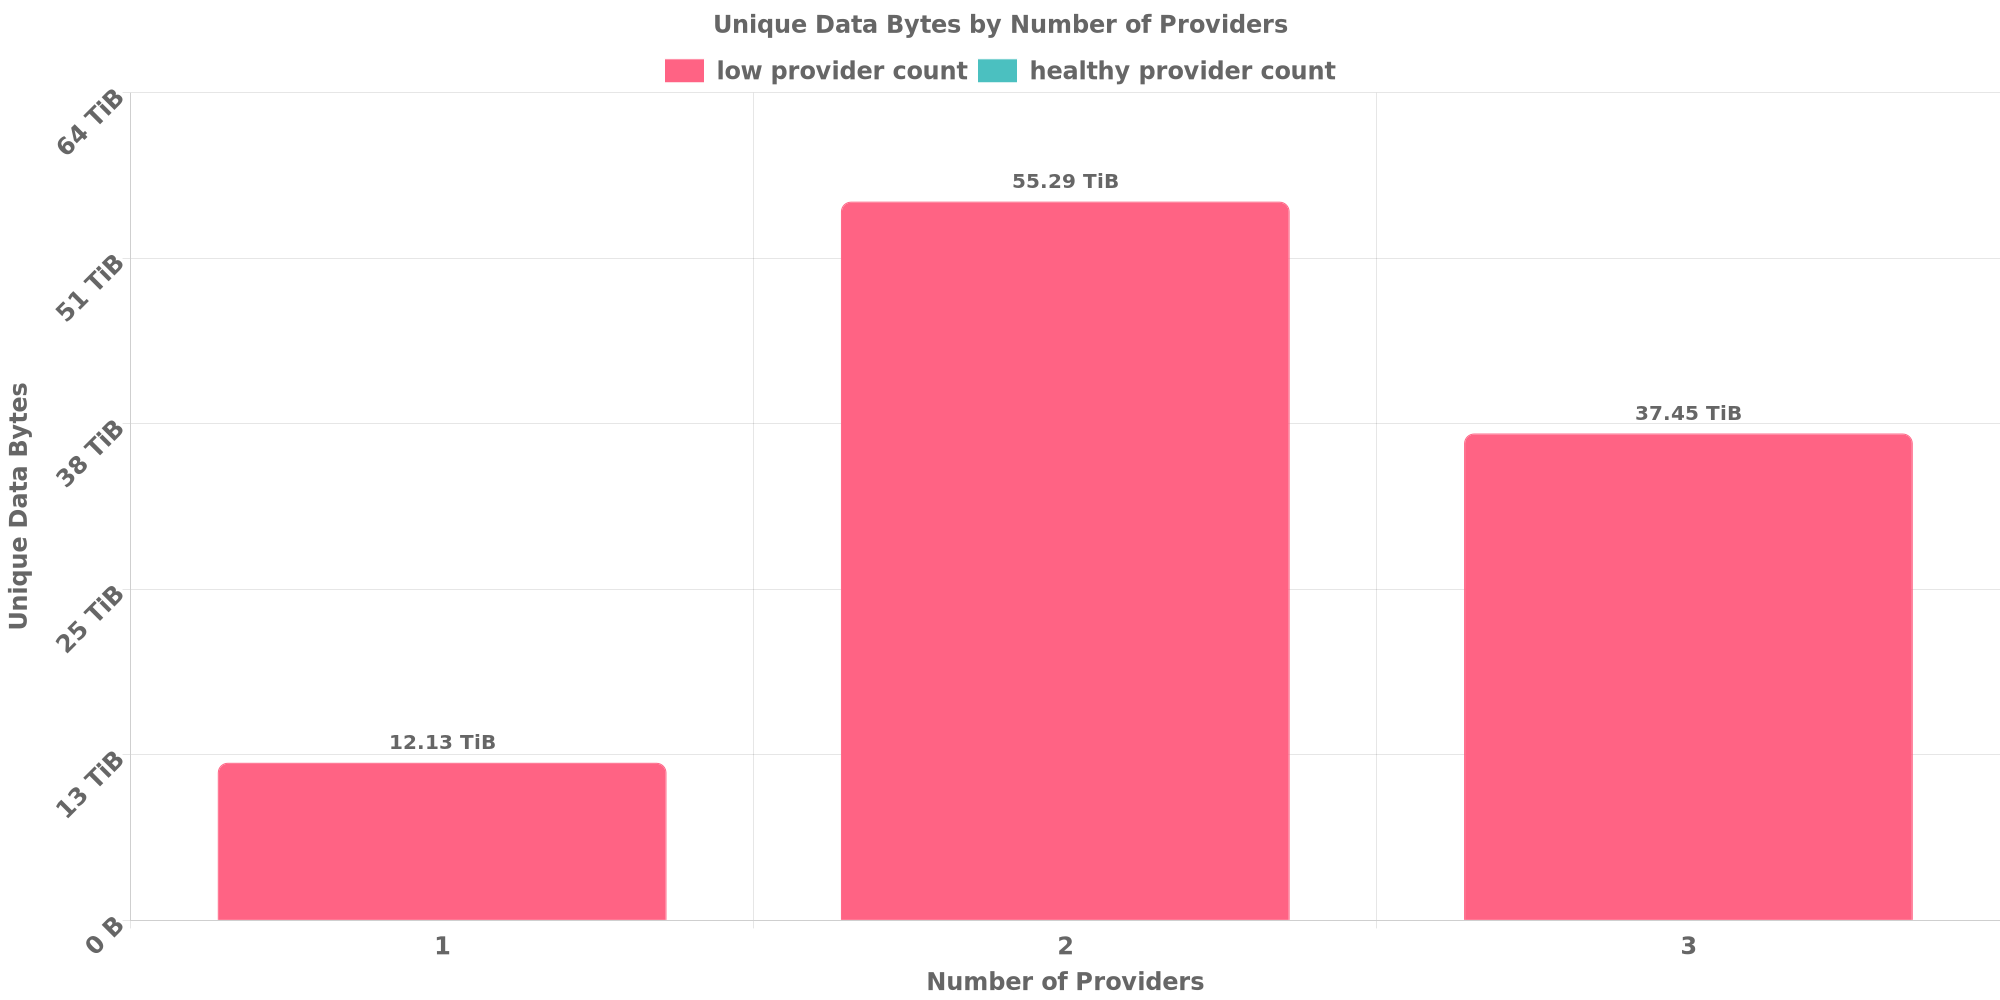 Unique Data Bytes by Number of Providers
low provider count healthy provider count
64 TiB
51 TiB
38 TiB
25 TiB
13 TiB
0 B
Unique Data Bytes
12.13 TiB
55.29 TiB
37.45 TiB
1 2 3
Number of Providers